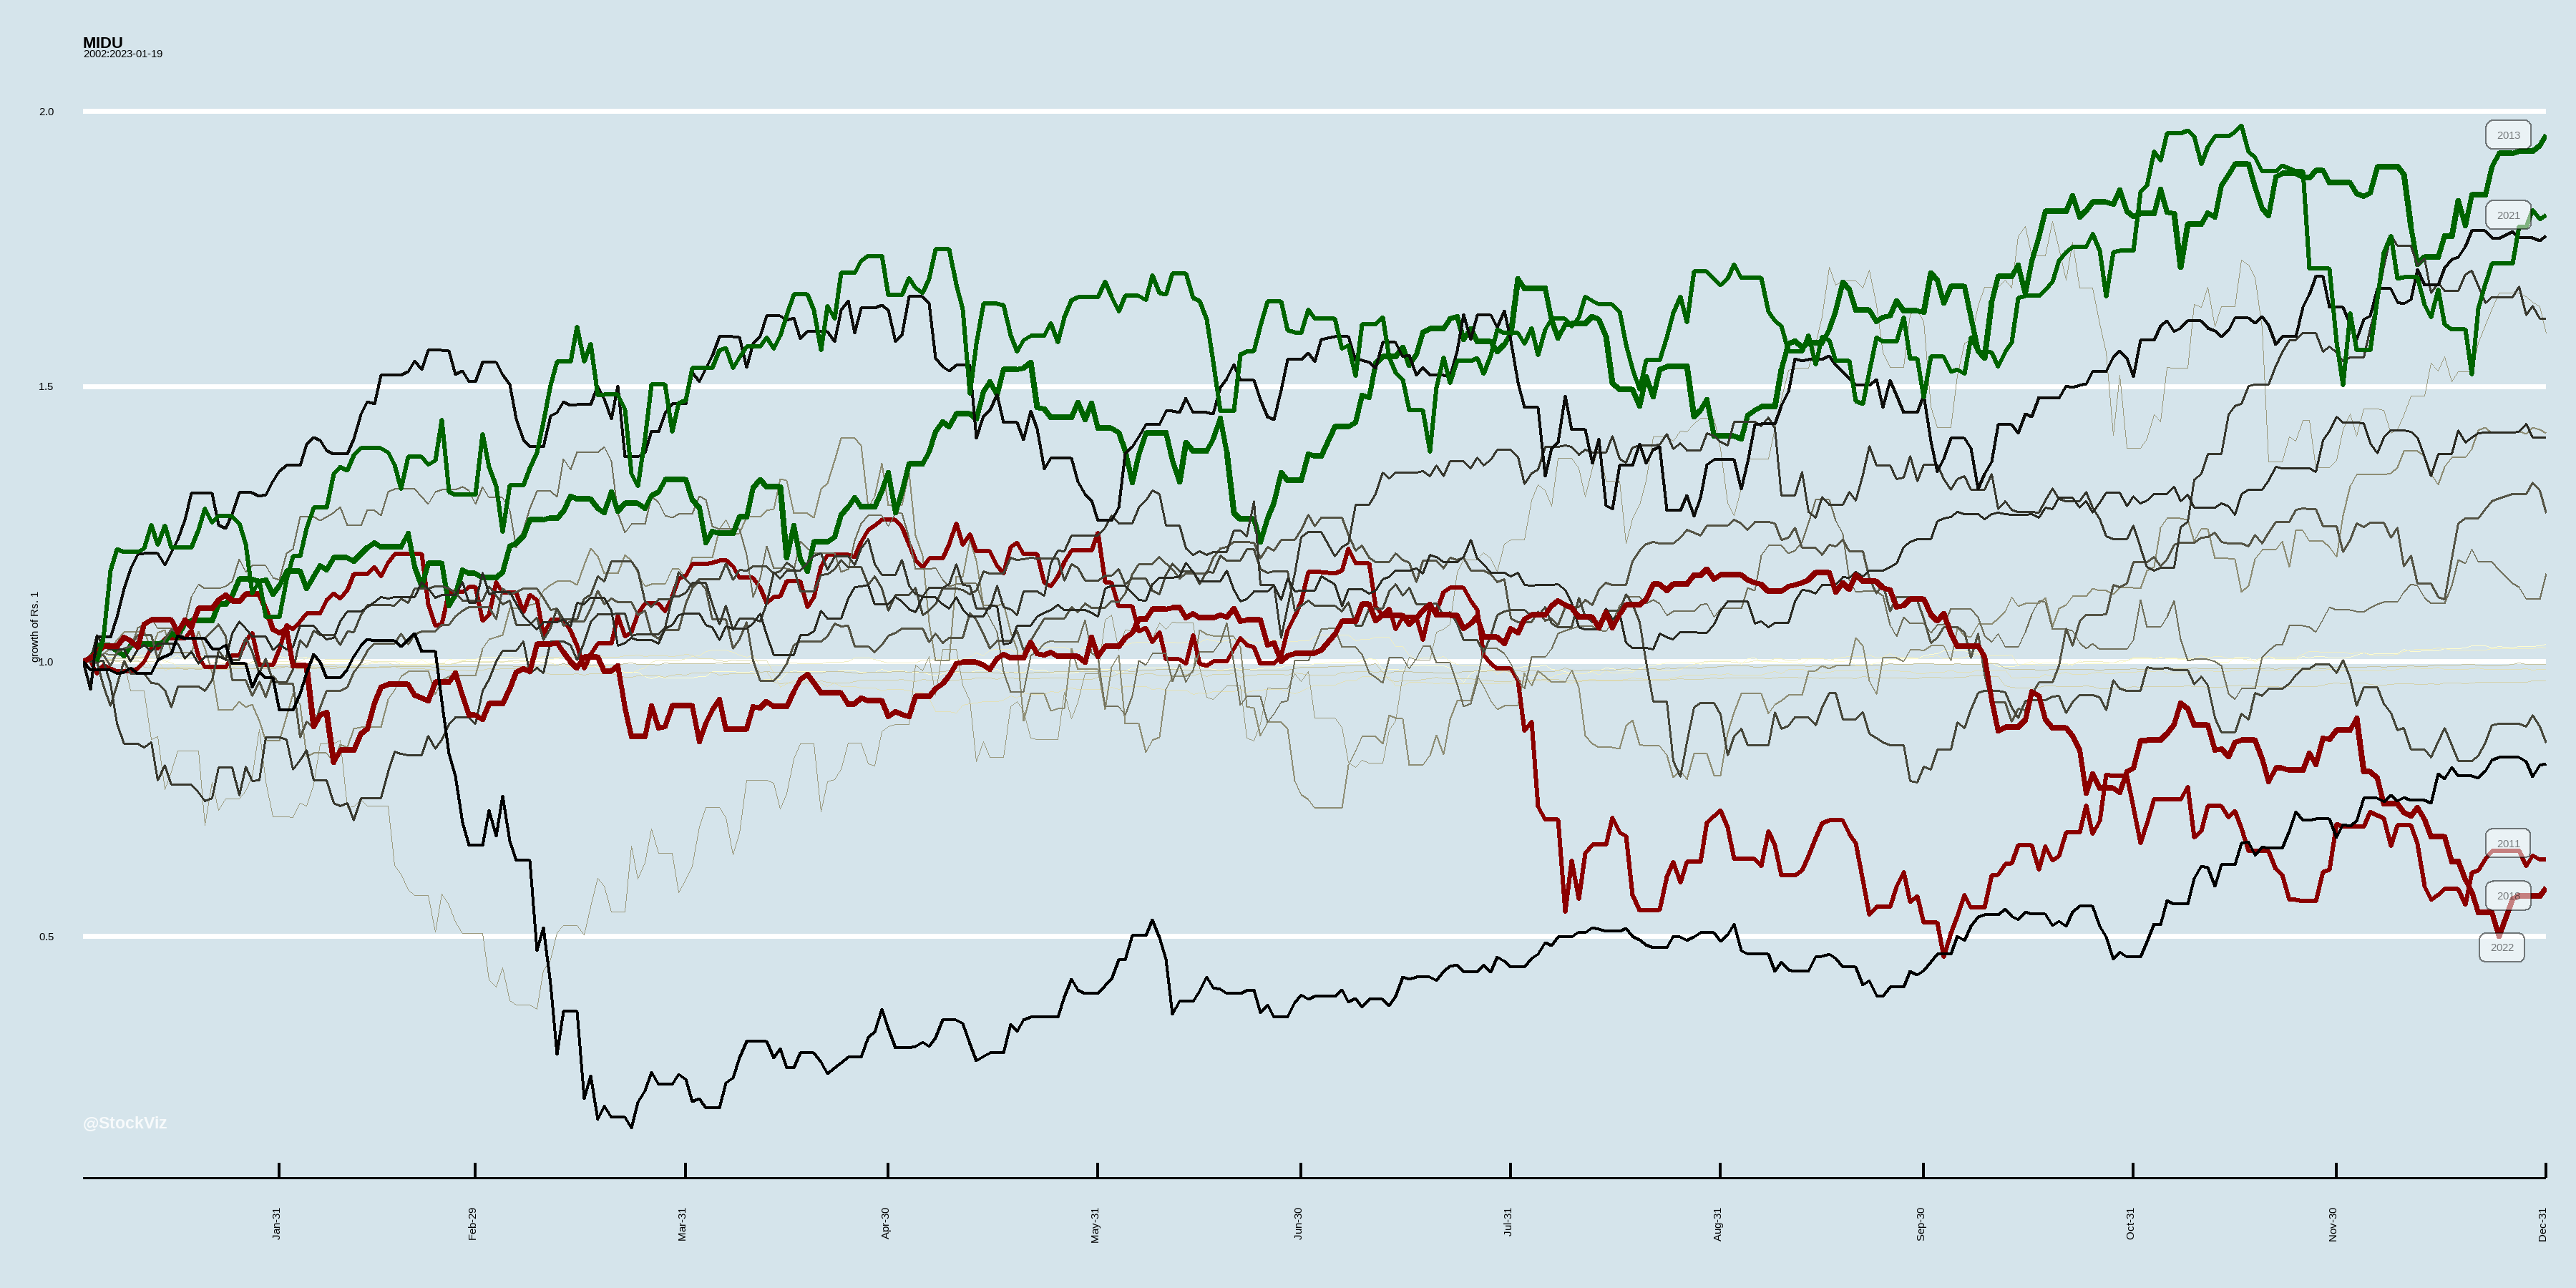 MIDU
2002:2023-01-19
growth of Rs. 1
2.0
1.5
1.0
0.5
2013
2021
2011
2022
@StockViz
Jan-31
Feb-29
Mar-31
Apr-30
May-31
Jun-30
Jul-31
Aug-31
Sep-30
Oct-31
Nov-30
Dec-31